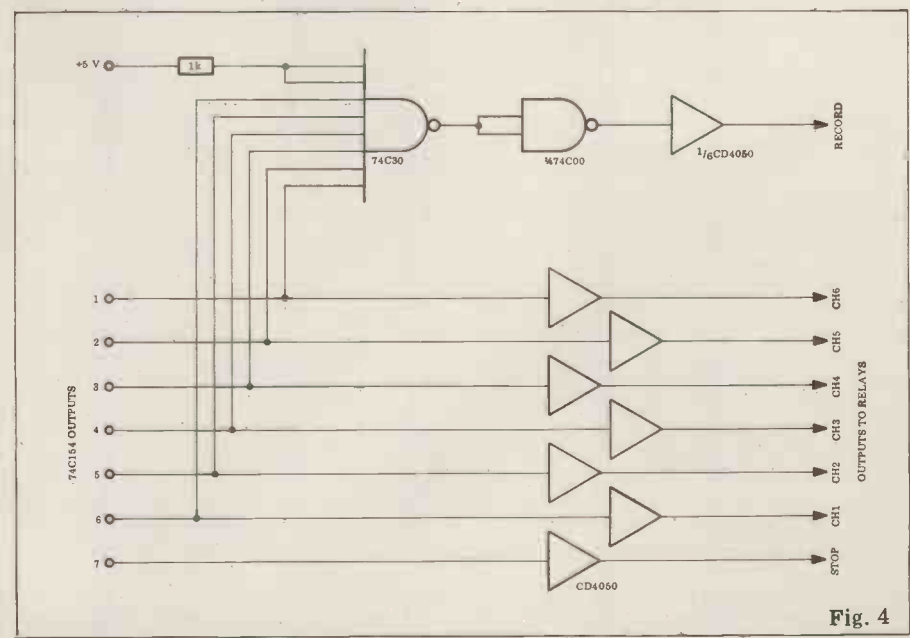 +5 V
1k
74C30
¼74C00
1/6CD4050
RECORD
1
2
3
4
5
6
7
74C154 OUTPUTS
CH6
CH5
CH4
CH3
CH2
CH1
STOP
OUTPUTS TO RELAYS
CD4050
Fig. 4